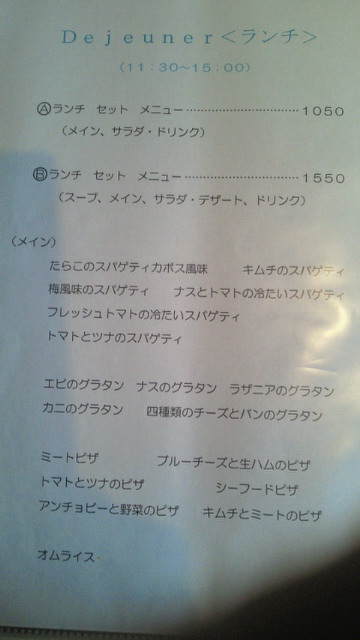 Ｄｅｊｅｕｎｅｒ＜ランチ＞
（１１：３０～１５：００）
Ⓐランチ　セット　メニュー……………………………１０５０
（メイン、サラダ・ドリンク）
Ⓑランチ　セット　メニュー……………………………１５５０
（スープ、メイン、サラダ・デザート、ドリンク）
（メイン）
たらこのスパゲティカボス風味　　キムチのスパゲティ
梅風味のスパゲティ　　ナスとトマトの冷たいスパゲティ
フレッシュトマトの冷たいスパゲティ
トマトとツナのスパゲティ
エビのグラタン　ナスのグラタン　ラザニアのグラタン
カニのグラタン　　四種類のチーズとパンのグラタン
ミートピザ　　ブルーチーズと生ハムのピザ
トマトとツナのピザ　　シーフードピザ
アンチョビーと野菜のピザ　　キムチとミートのピザ
オムライス